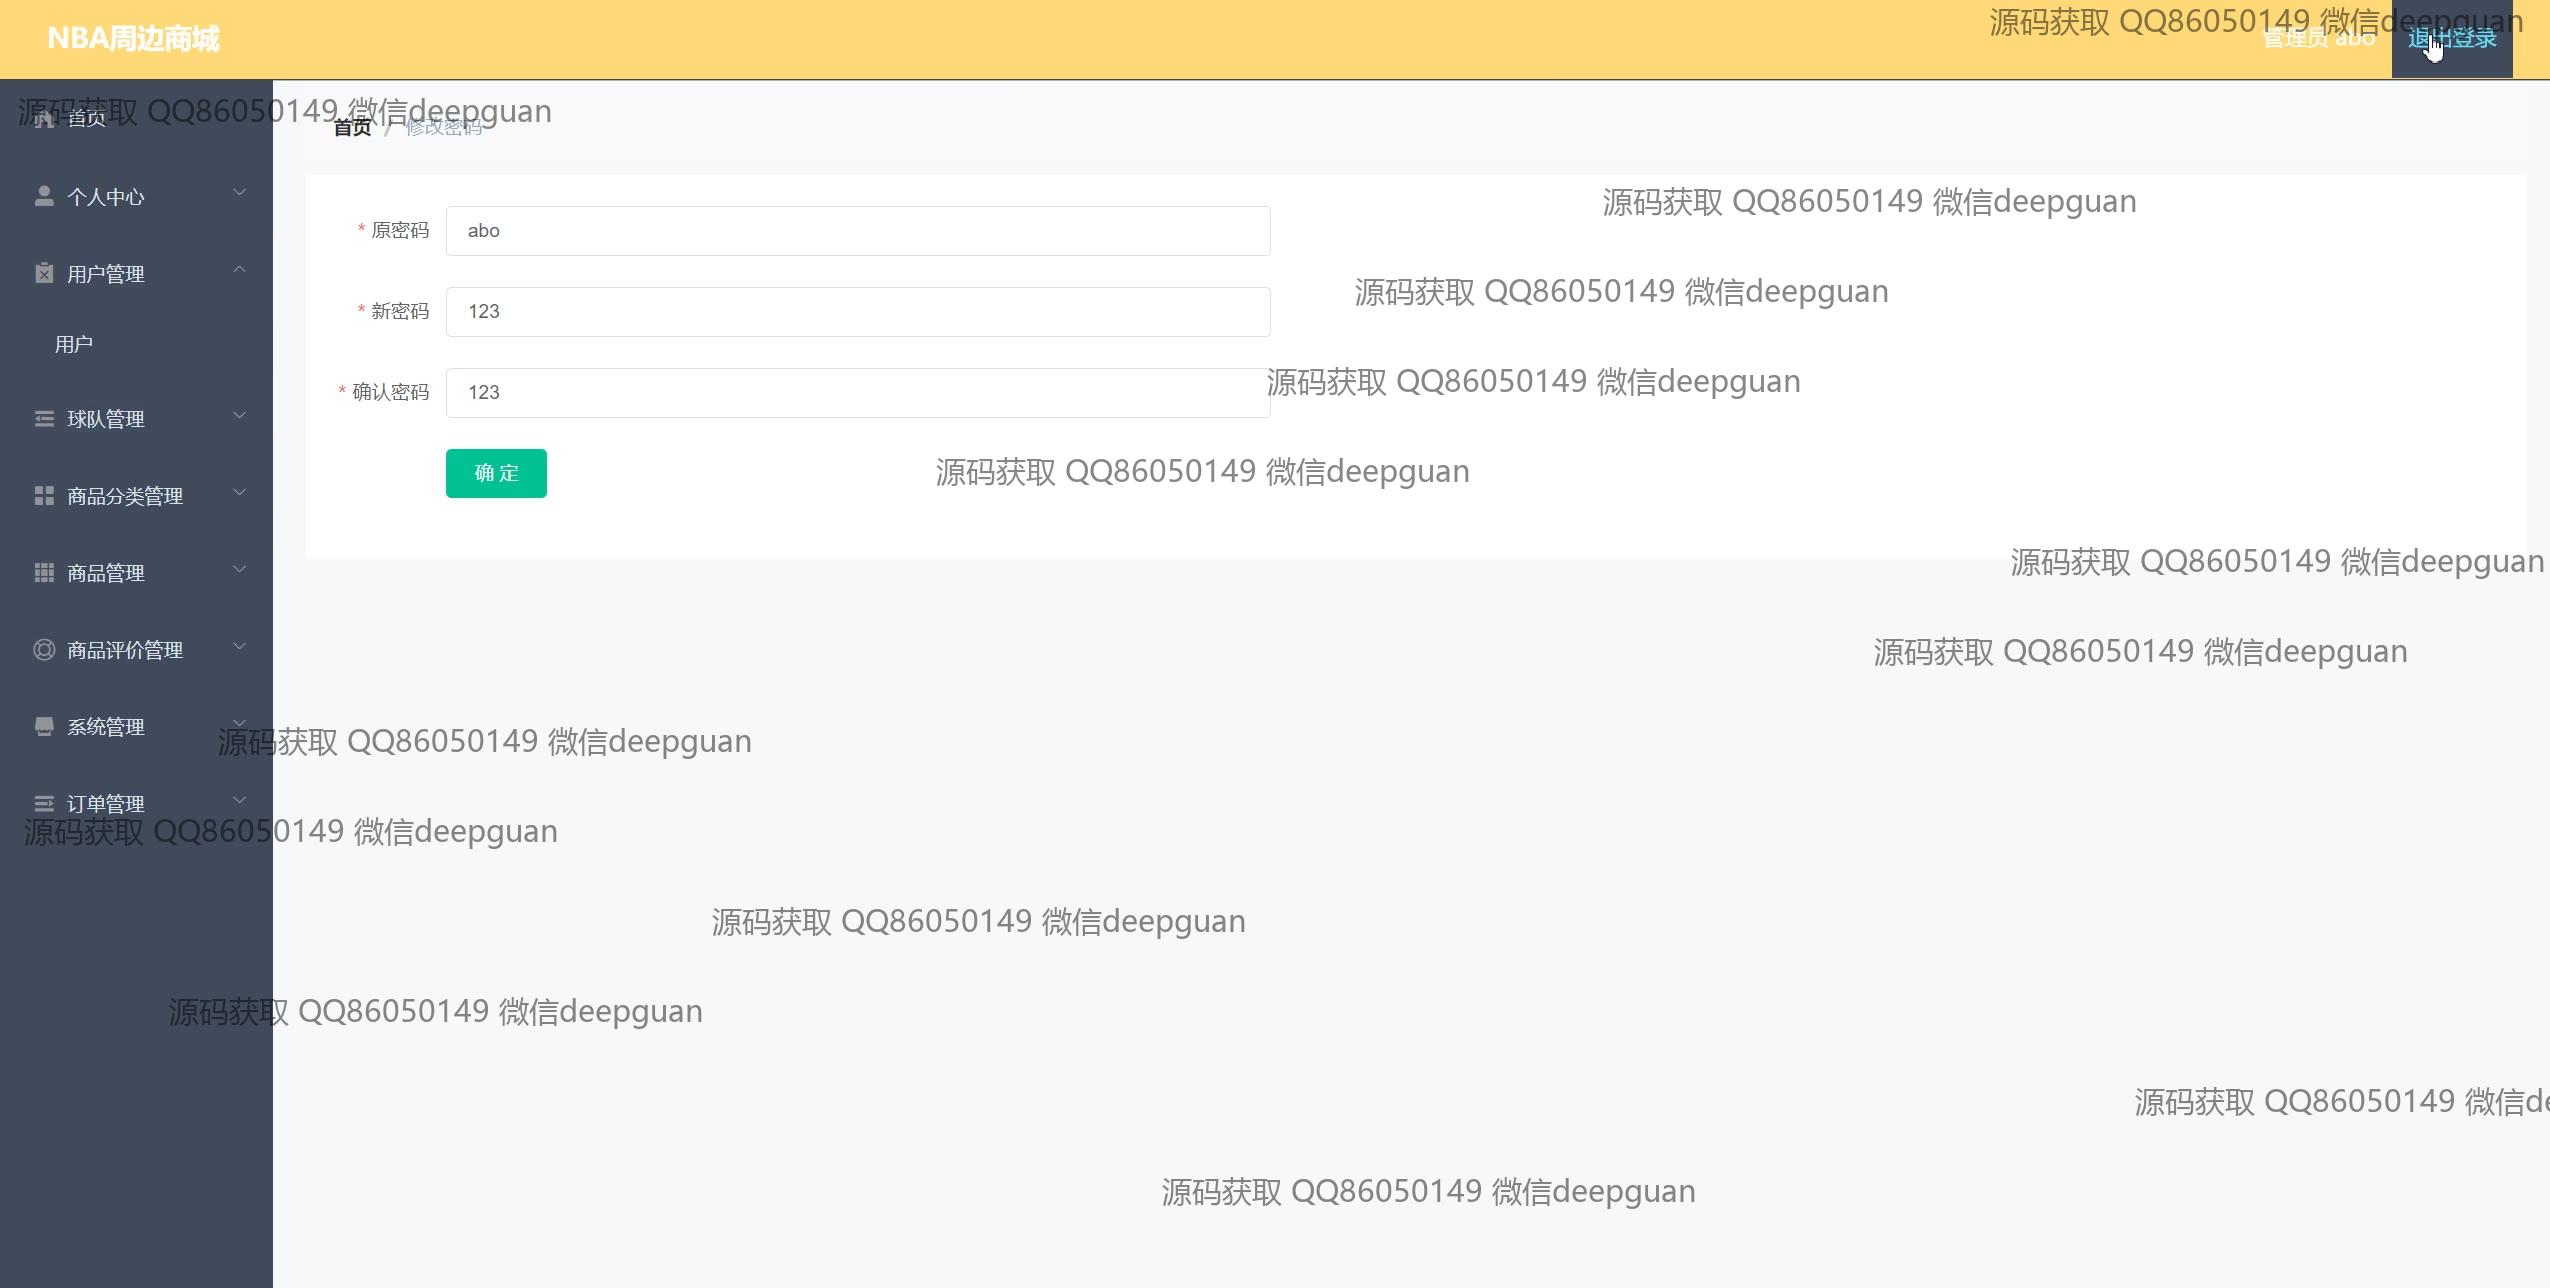 NBA周边商城
源码获取 QQ86050149 微信deepguan
管理员 abo
退出登录
源码获取 QQ86050149 微信deepguan
首页
首页 / 修改密码
个人中心
源码获取 QQ86050149 微信deepguan
* 原密码
abo
用户管理
源码获取 QQ86050149 微信deepguan
* 新密码
123
用户
源码获取 QQ86050149 微信deepguan
* 确认密码
123
球队管理
确 定
源码获取 QQ86050149 微信deepguan
商品分类管理
源码获取 QQ86050149 微信deepguan
商品管理
商品评价管理
源码获取 QQ86050149 微信deepguan
系统管理
源码获取 QQ86050149 微信deepguan
订单管理
源码获取 QQ86050149 微信deepguan
源码获取 QQ86050149 微信deepguan
源码获取 QQ86050149 微信deepguan
源码获取 QQ86050149 微信de
源码获取 QQ86050149 微信deepguan